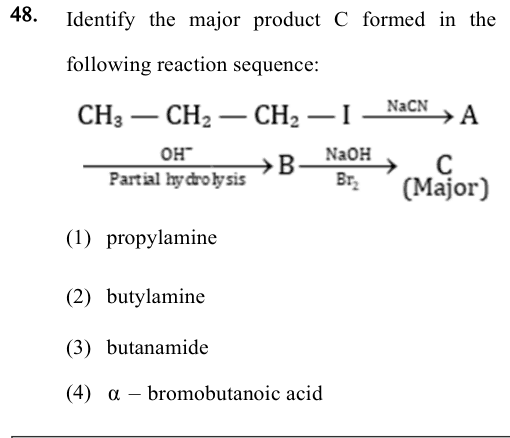 48. Identify the major product C formed in the
following reaction sequence:
CH₃ — CH₂ — CH₂ — I —NaCN→ A
—OH⁻ / Partial hydrolysis→ B —NaOH / Br₂→ C (Major)
(1) propylamine
(2) butylamine
(3) butanamide
(4) α – bromobutanoic acid